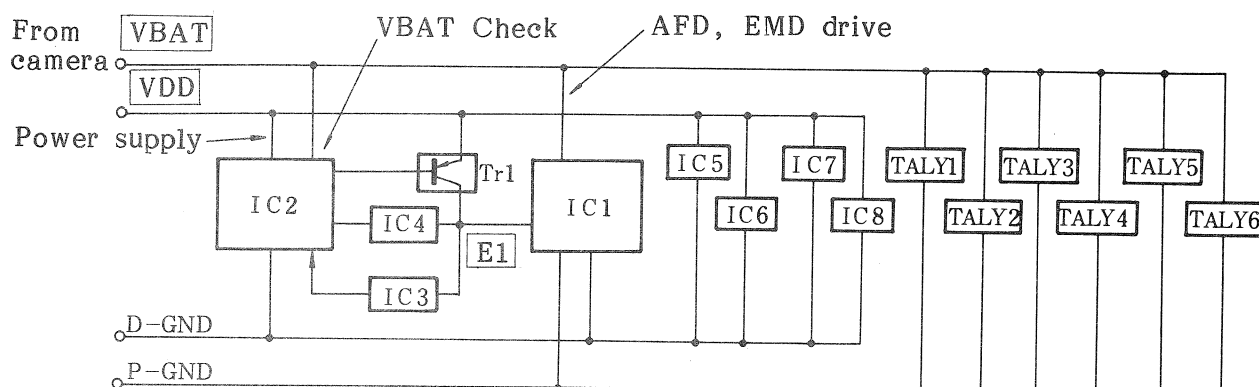 From
camera
VBAT
VBAT Check
AFD, EMD drive
VDD
Power supply
IC2
Tr1
IC4
IC3
E1
IC1
IC5
IC6
IC7
IC8
TALY1
TALY2
TALY3
TALY4
TALY5
TALY6
D-GND
P-GND